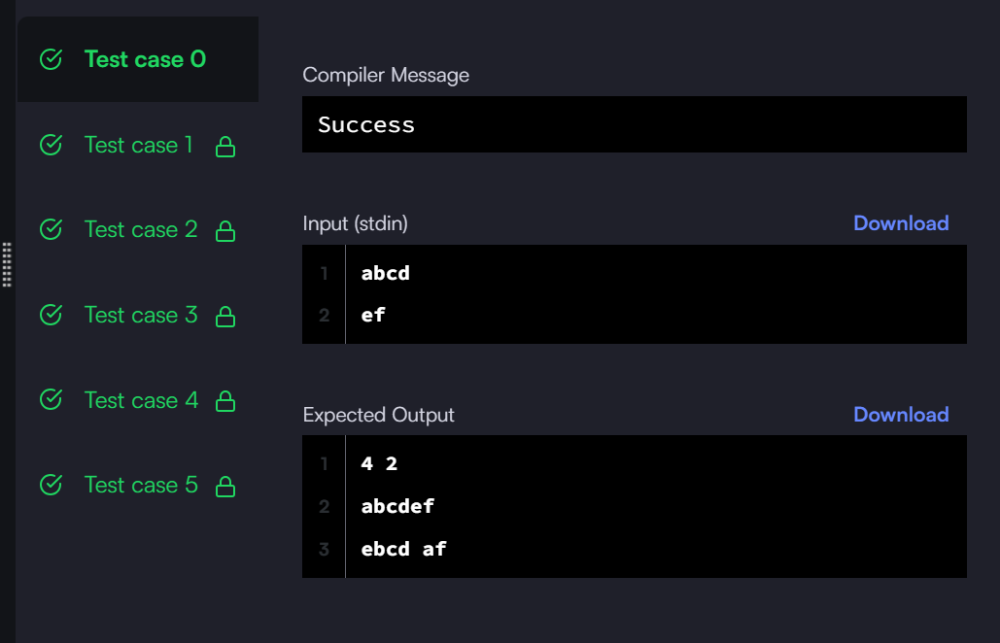 Test case 0
Test case 1
Test case 2
Test case 3
Test case 4
Test case 5
Compiler Message
Success
Input (stdin)
Download
1 abcd
2 ef
Expected Output
Download
1 4 2
2 abcdef
3 ebcd af